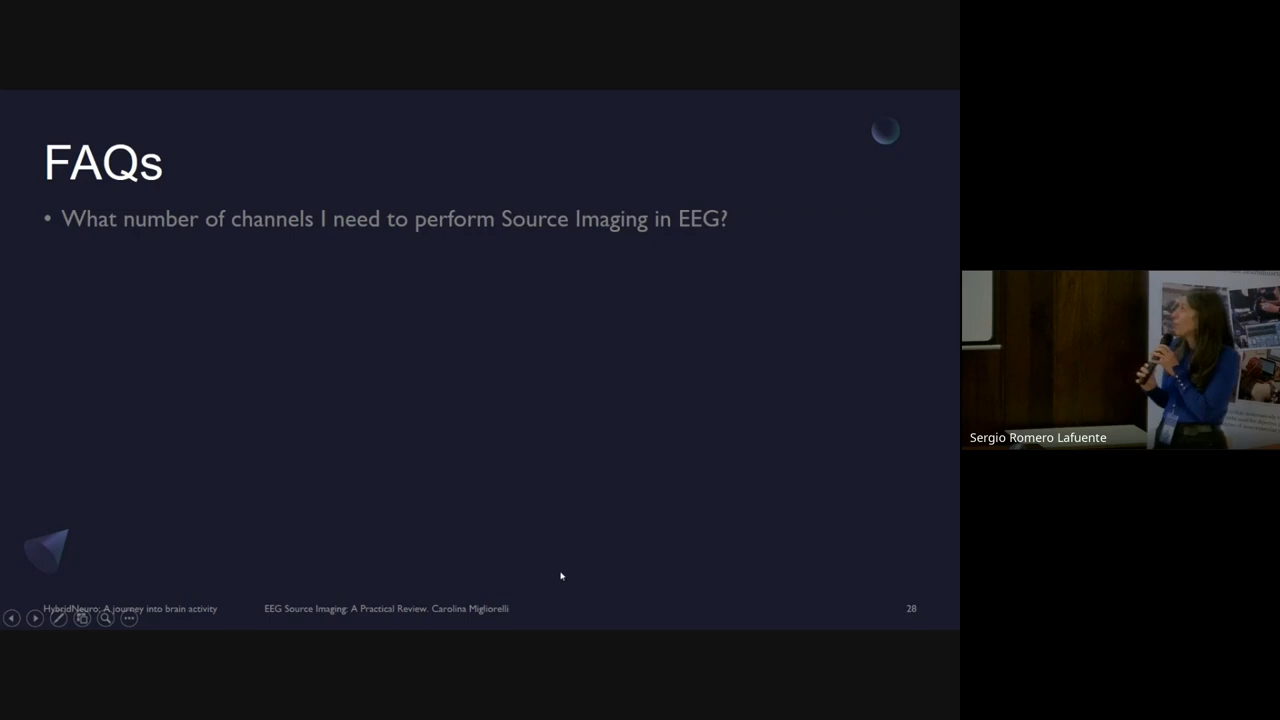 FAQs
• What number of channels I need to perform Source Imaging in EEG?
HybridNeuro: A journey into brain activity
EEG Source Imaging: A Practical Review. Carolina Migliorelli
28
Sergio Romero Lafuente